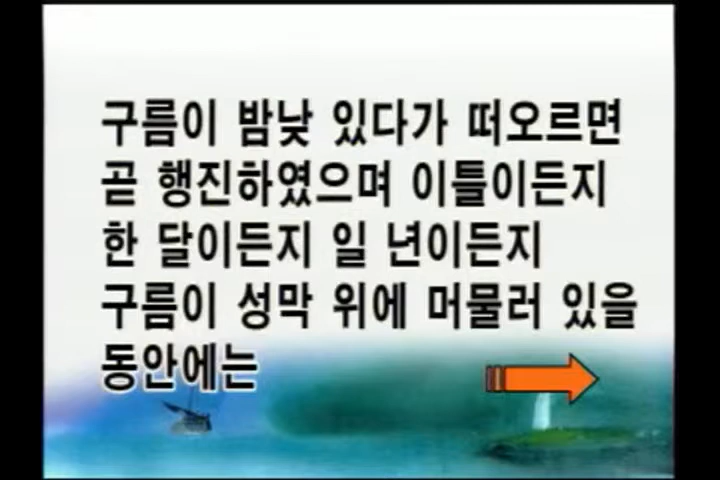 구름이 밤낮 있다가 떠오르면
곧 행진하였으며 이틀이든지
한 달이든지 일 년이든지
구름이 성막 위에 머물러 있을
동안에는